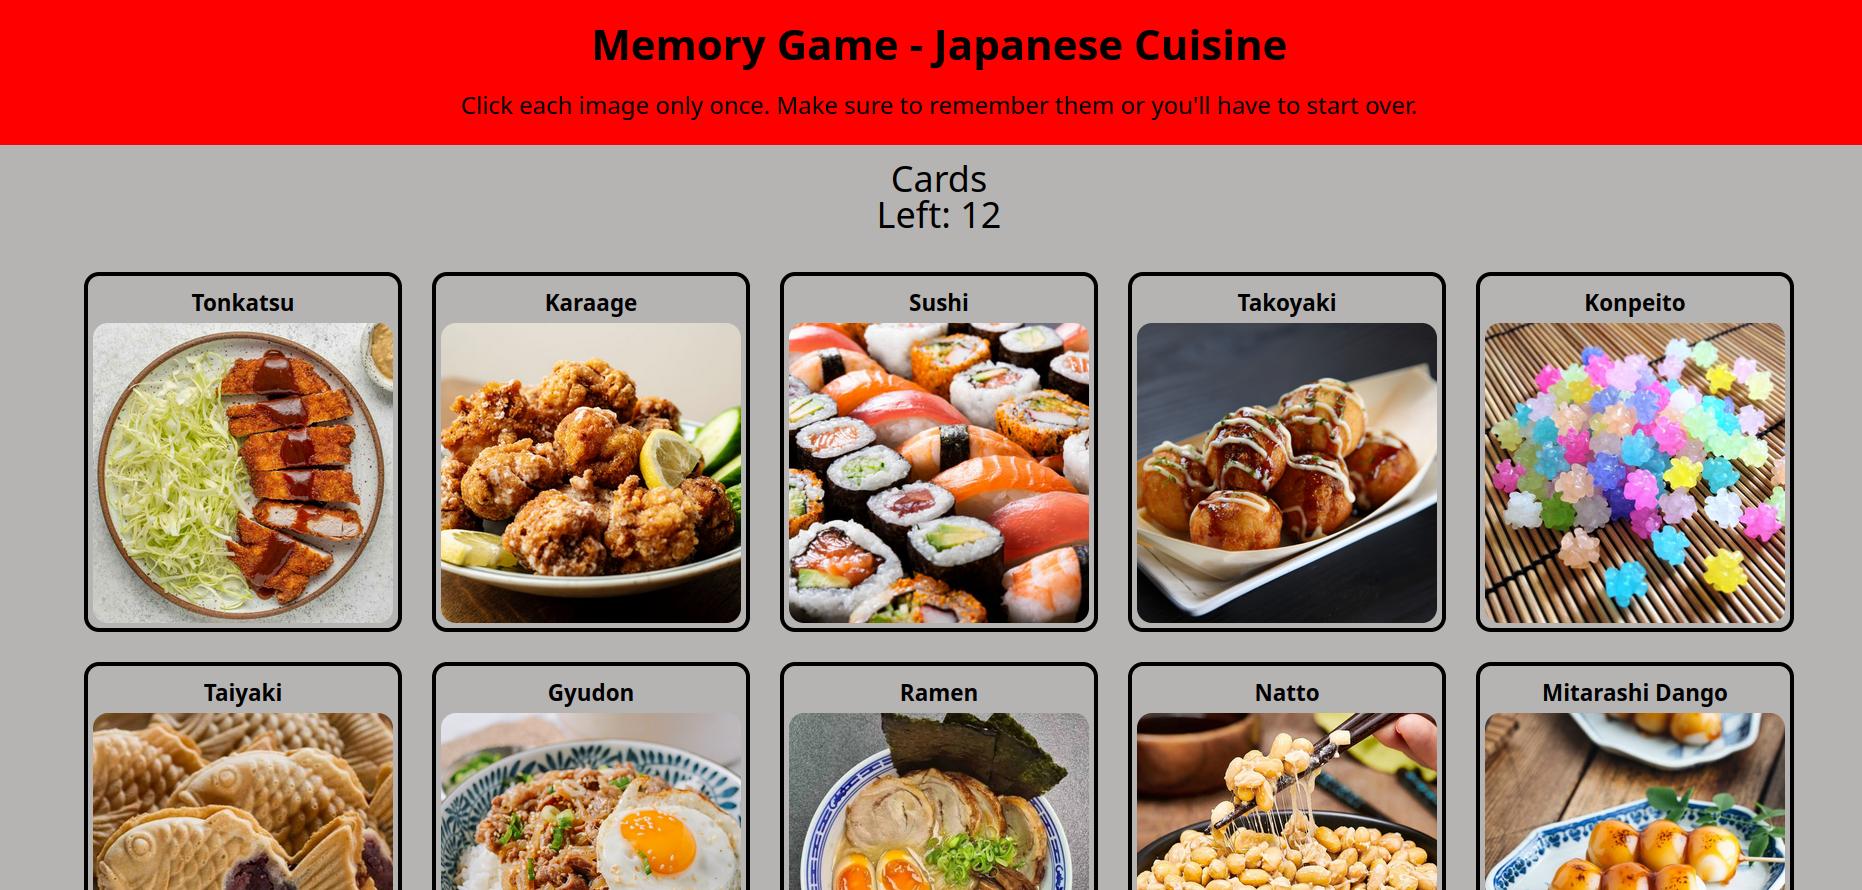 Memory Game - Japanese Cuisine
Click each image only once. Make sure to remember them or you'll have to start over.
Cards
Left: 12
Tonkatsu
Karaage
Sushi
Takoyaki
Konpeito
Taiyaki
Gyudon
Ramen
Natto
Mitarashi Dango